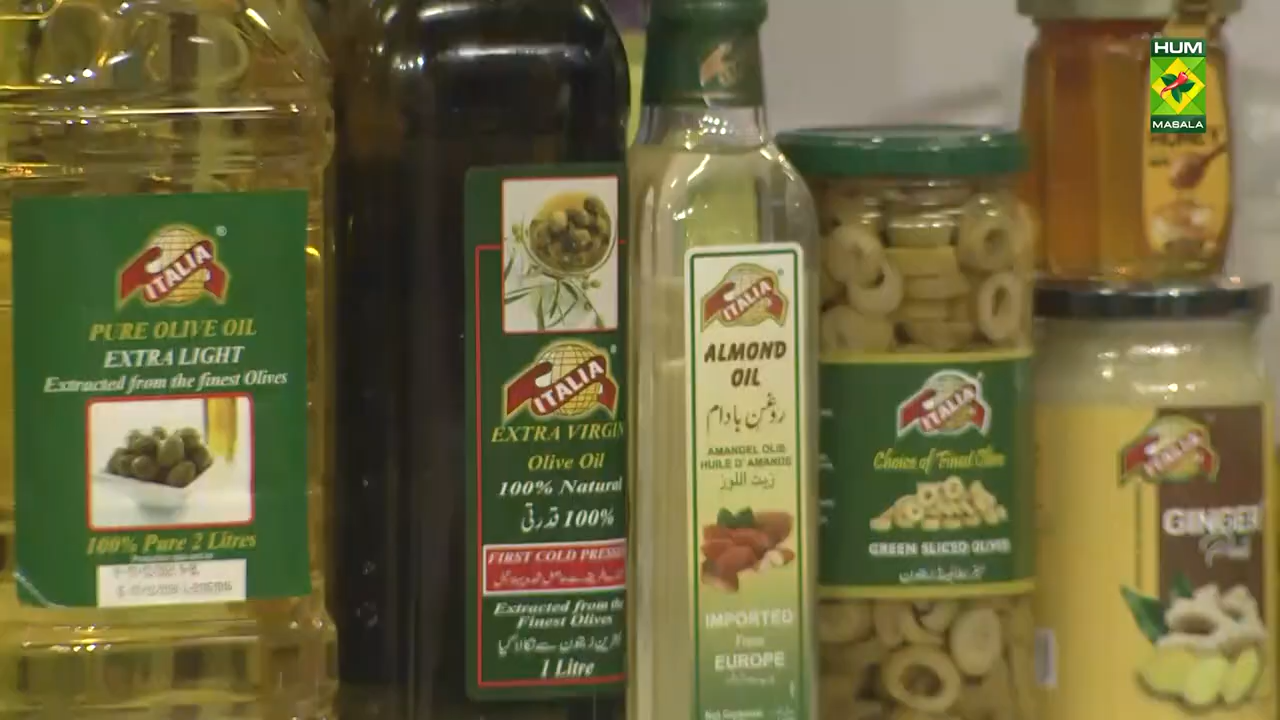 HUM
MASALA
ITALIA
PURE OLIVE OIL
EXTRA LIGHT
Extracted from the finest Olives
100% Pure 2 Litres
ITALIA
EXTRA VIRGIN
Olive Oil
100% Natural
100% قدرتی
FIRST COLD PRESSE
Extracted from the
Finest Olives
1 Litre
ITALIA
ALMOND
OIL
روغن بادام
AMANDEL OLIE
HUILE D'AMANDE
زيت اللوز
IMPORTED
From
EUROPE
ITALIA
Choice of Finest Olives
GREEN SLICED OLIVES
ITALIA
GINGER